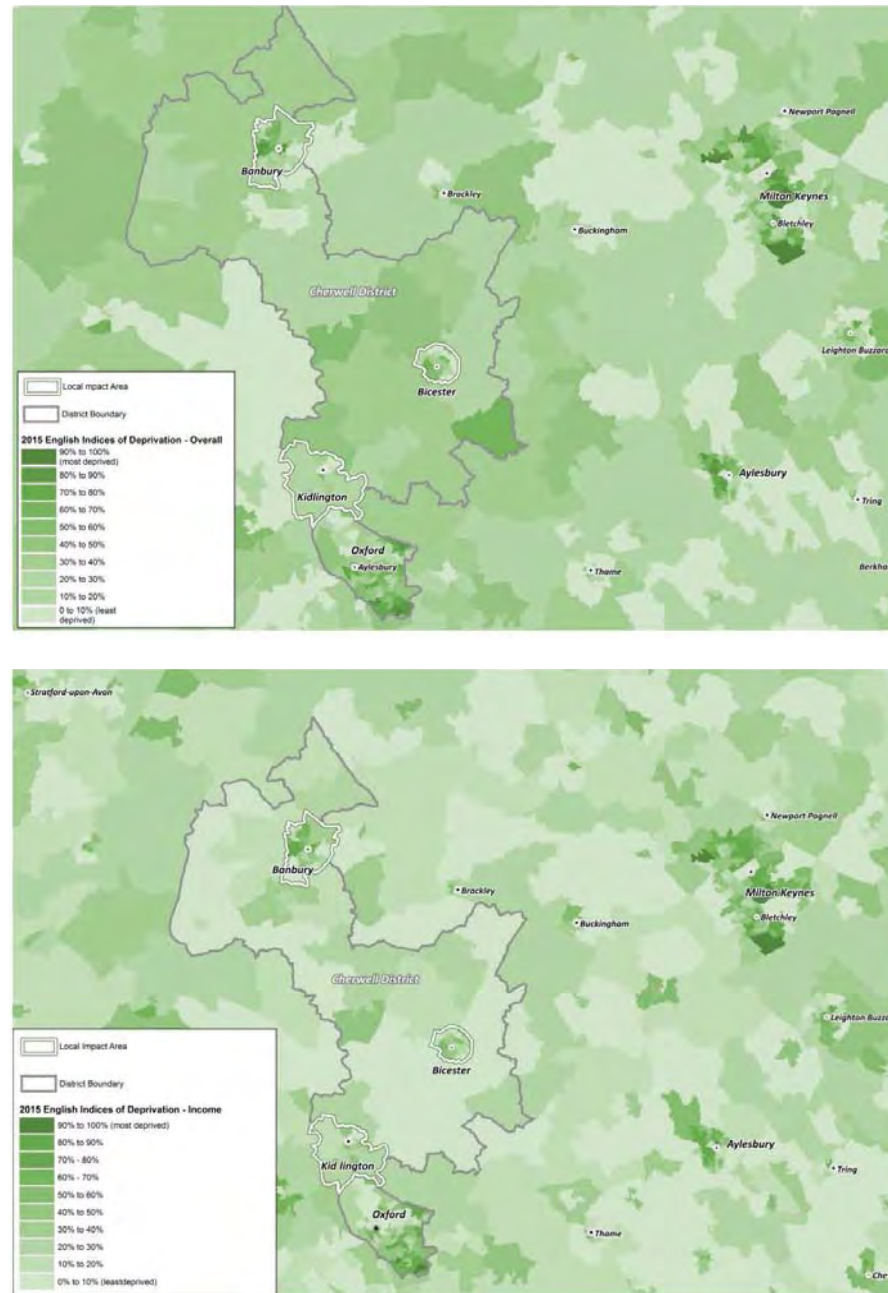 Newport Pagnell
Banbury
Milton Keynes
Brackley
Bletchley
Buckingham
Cherwell District
Leighton Buzzard
Bicester
Local Impact Area
District Boundary
2015 English Indices of Deprivation - Overall
90% to 100%
(most deprived)
80% to 90%
70% to 80%
60% to 70%
50% to 60%
40% to 50%
30% to 40%
20% to 30%
10% to 20%
0 to 10% (least
deprived)
Kidlington
Aylesbury
Tring
Oxford
Aylesbury
Thame
Berkha
Stratford-upon-Avon
Newport Pagnell
Banbury
Milton Keynes
Brackley
Bletchley
Buckingham
Cherwell District
Leighton Buzzard
Bicester
Local Impact Area
District Boundary
2015 English Indices of Deprivation - Income
90% to 100% (most deprived)
80% to 90%
70% - 80%
60% - 70%
50% to 60%
40% to 50%
30% to 40%
20% to 30%
10% to 20%
0% to 10% (leastdeprived)
Kid lington
Aylesbury
Tring
Oxford
Thame
Che